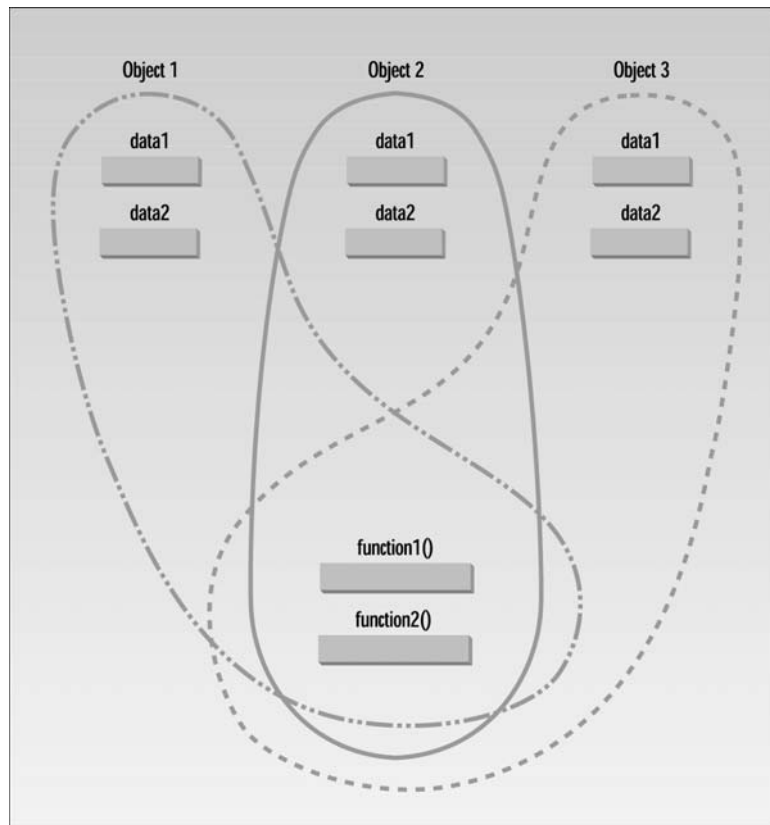 Object 1 Object 2 Object 3
data1 data1 data1
data2 data2 data2
function1()
function2()